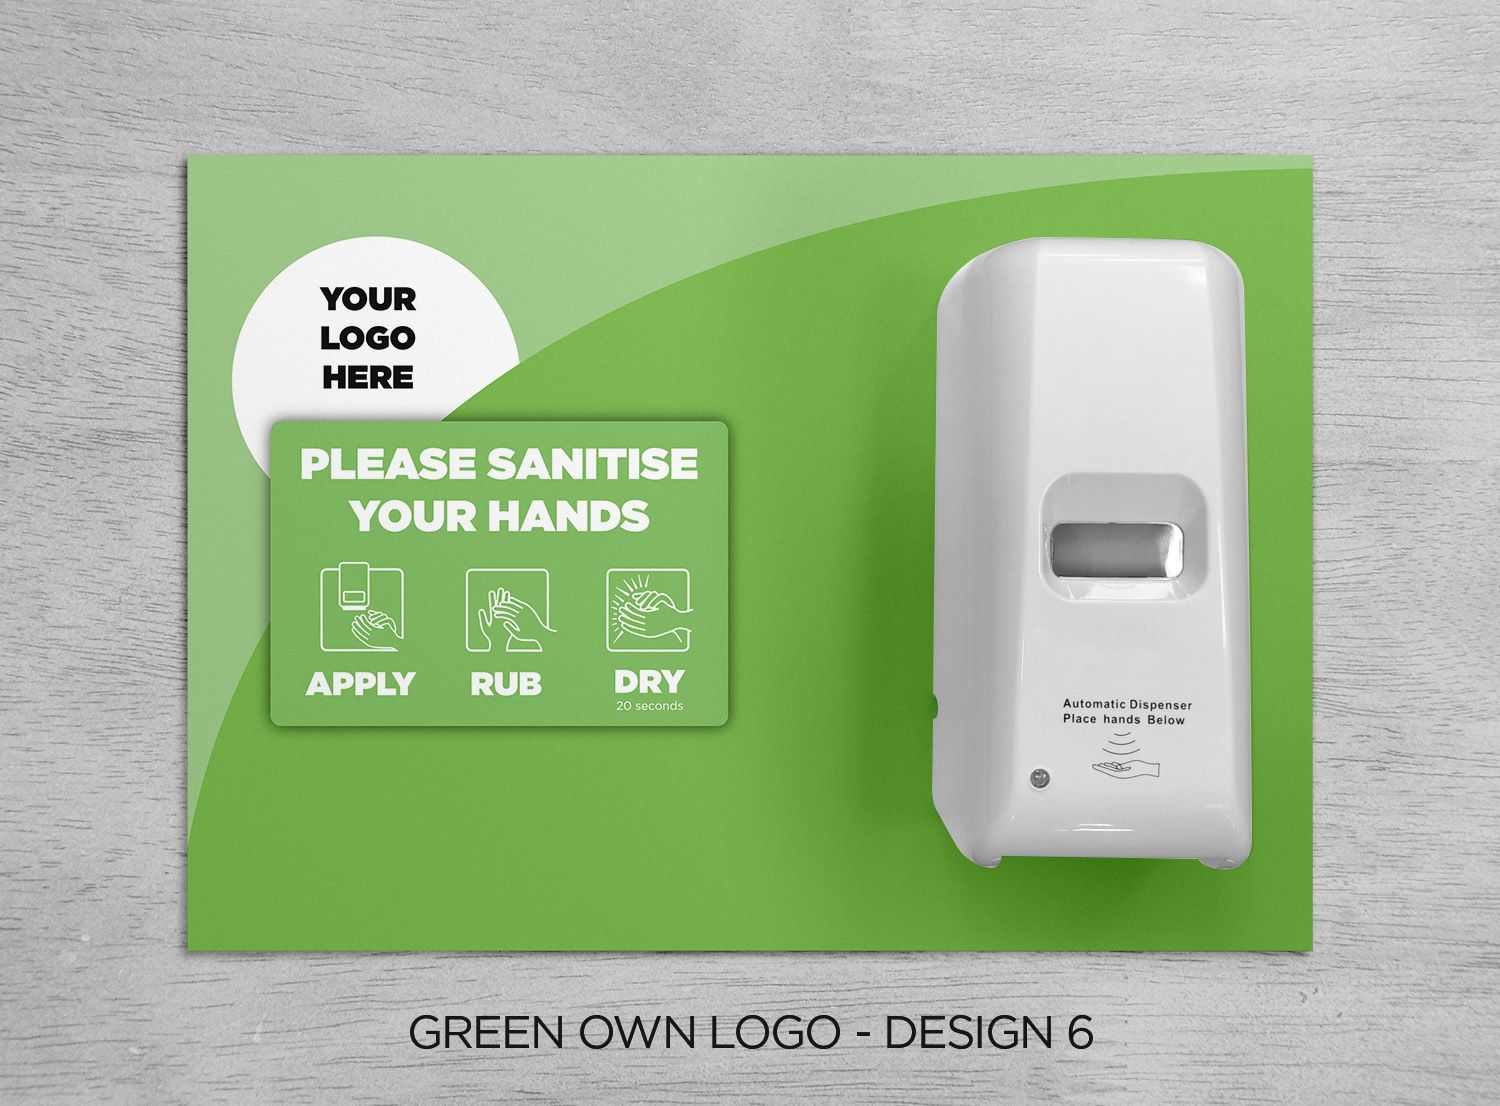 YOUR
LOGO
HERE
PLEASE SANITISE
YOUR HANDS
APPLY
RUB
DRY
20 seconds
Automatic Dispenser
Place hands Below
GREEN OWN LOGO - DESIGN 6